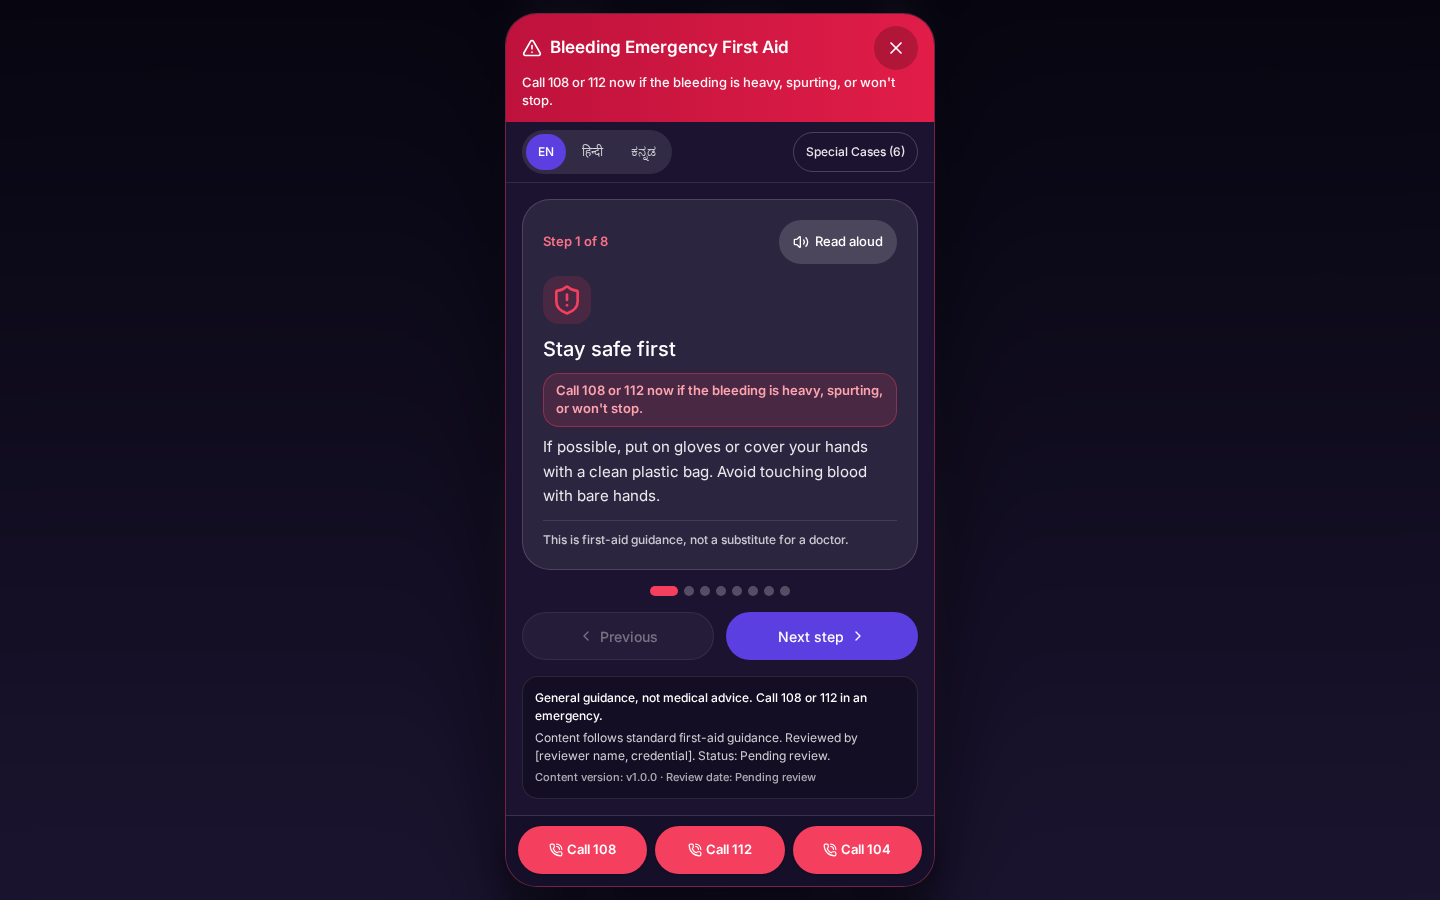 Bleeding Emergency First Aid
Call 108 or 112 now if the bleeding is heavy, spurting, or won't
stop.
EN हिन्दी ಕನ್ನಡ Special Cases (6)
Step 1 of 8 Read aloud
Stay safe first
Call 108 or 112 now if the bleeding is heavy, spurting,
or won't stop.
If possible, put on gloves or cover your hands
with a clean plastic bag. Avoid touching blood
with bare hands.
This is first-aid guidance, not a substitute for a doctor.
Previous Next step
General guidance, not medical advice. Call 108 or 112 in an
emergency.
Content follows standard first-aid guidance. Reviewed by
[reviewer name, credential]. Status: Pending review.
Content version: v1.0.0 · Review date: Pending review
Call 108 Call 112 Call 104